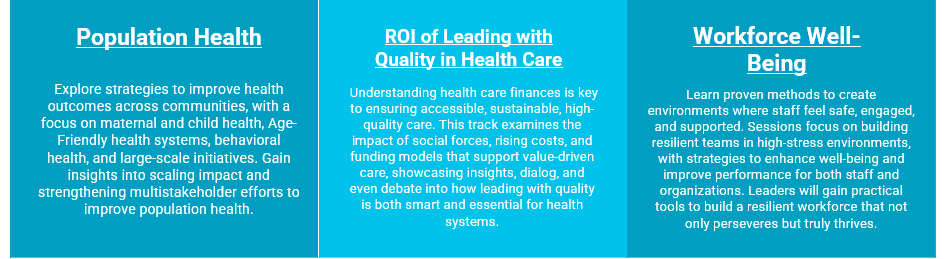 Population Health
Explore strategies to improve health
outcomes across communities, with a
focus on maternal and child health, Age-
Friendly health systems, behavioral
health, and large-scale initiatives. Gain
insights into scaling impact and
strengthening multistakeholder efforts to
improve population health.
ROI of Leading with
Quality in Health Care
Understanding health care finances is key
to ensuring accessible, sustainable, high-
quality care. This track examines the
impact of social forces, rising costs, and
funding models that support value-driven
care, showcasing insights, dialog, and
even debate into how leading with quality
is both smart and essential for health
systems.
Workforce Well-
Being
Learn proven methods to create
environments where staff feel safe, engaged,
and supported. Sessions focus on building
resilient teams in high-stress environments,
with strategies to enhance well-being and
improve performance for both staff and
organizations. Leaders will gain practical
tools to build a resilient workforce that not
only perseveres but truly thrives.